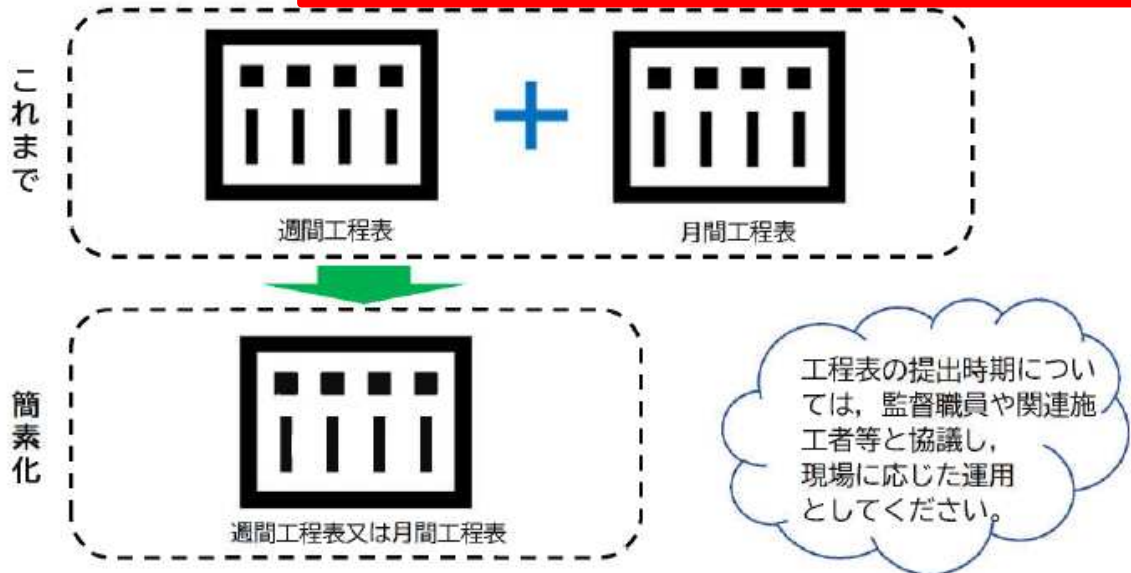 これまで
週間工程表
月間工程表
簡素化
週間工程表又は月間工程表
工程表の提出時期につい
ては，監督職員や関連施
工者等と協議し，
現場に応じた運用
としてください。